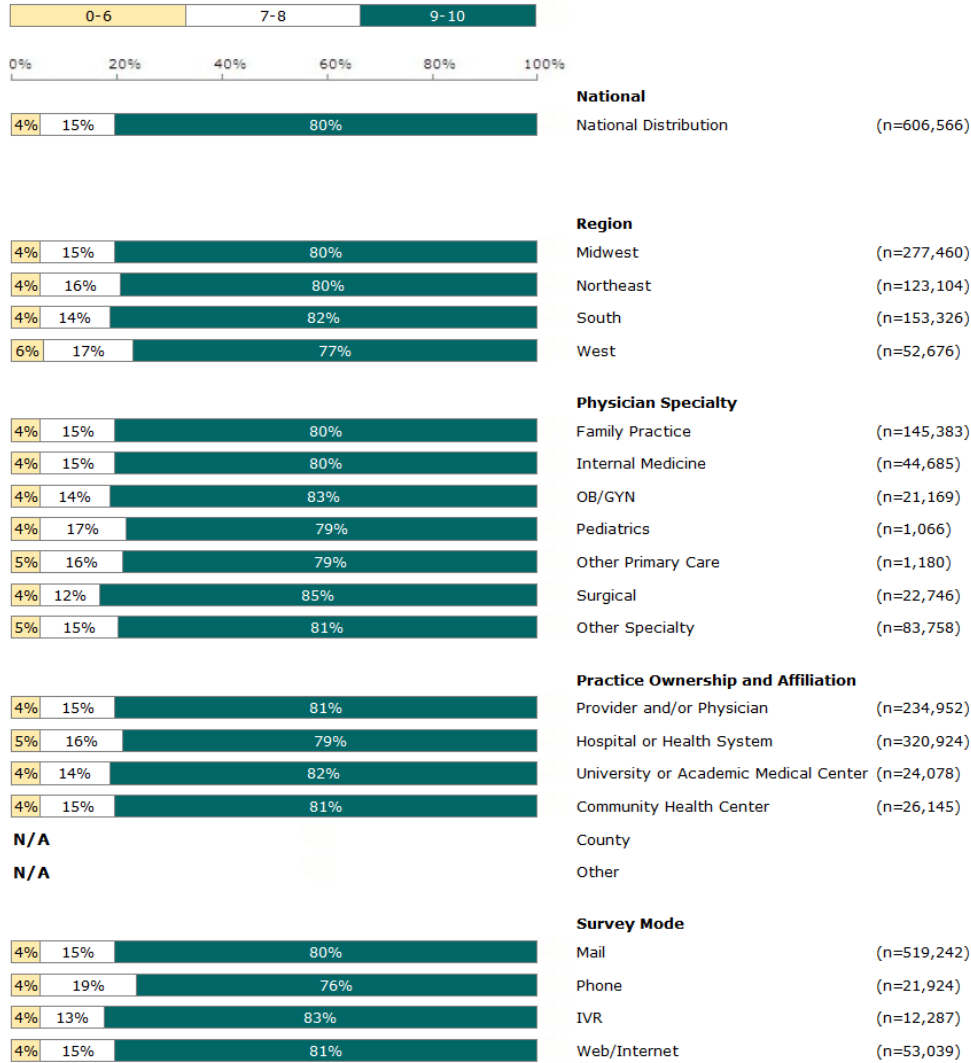 0-6 7-8 9-10
0% 20% 40% 60% 80% 100%
National
4% 15% 80% National Distribution (n=606,566)
Region
4% 15% 80% Midwest (n=277,460)
4% 16% 80% Northeast (n=123,104)
4% 14% 82% South (n=153,326)
6% 17% 77% West (n=52,676)
Physician Specialty
4% 15% 80% Family Practice (n=145,383)
4% 15% 80% Internal Medicine (n=44,685)
4% 14% 83% OB/GYN (n=21,169)
4% 17% 79% Pediatrics (n=1,066)
5% 16% 79% Other Primary Care (n=1,180)
4% 12% 85% Surgical (n=22,746)
5% 15% 81% Other Specialty (n=83,758)
Practice Ownership and Affiliation
4% 15% 81% Provider and/or Physician (n=234,952)
5% 16% 79% Hospital or Health System (n=320,924)
4% 14% 82% University or Academic Medical Center (n=24,078)
4% 15% 81% Community Health Center (n=26,145)
N/A County
N/A Other
Survey Mode
4% 15% 80% Mail (n=519,242)
4% 19% 76% Phone (n=21,924)
4% 13% 83% IVR (n=12,287)
4% 15% 81% Web/Internet (n=53,039)